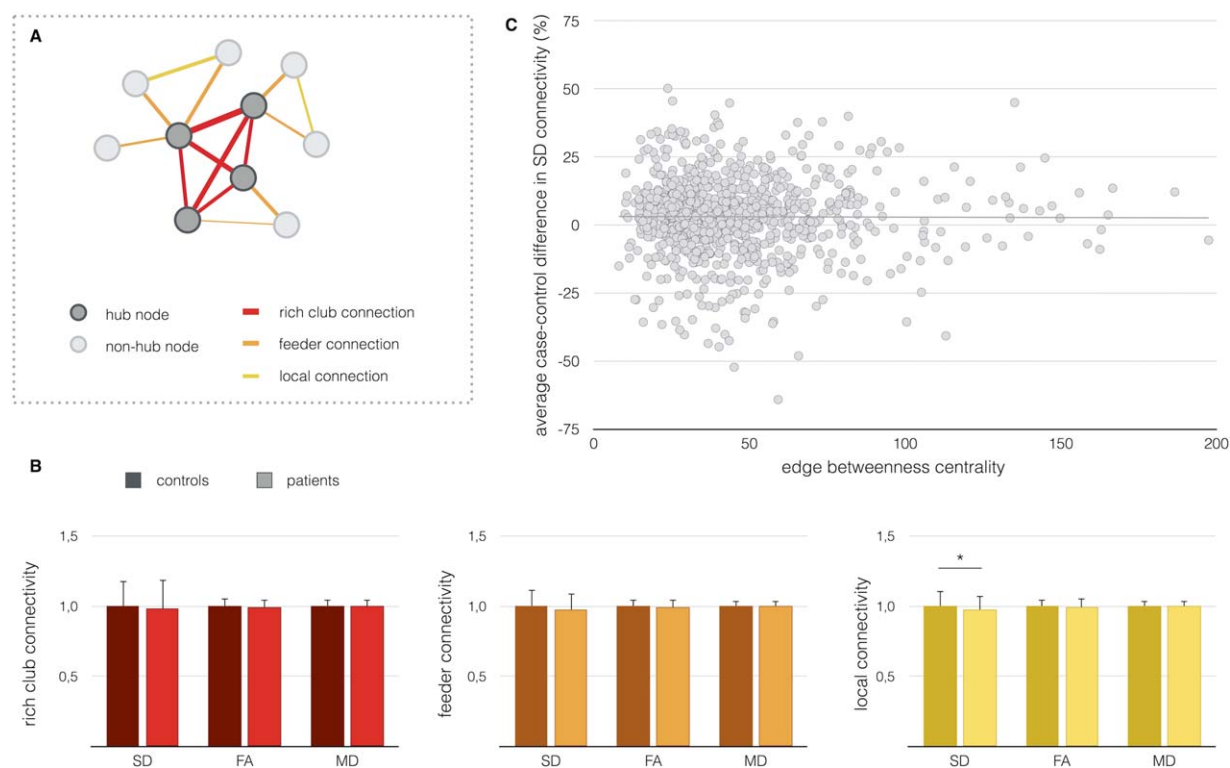 A
hub node
non-hub node
rich club connection
feeder connection
local connection
C
average case-control difference in SD connectivity (%)
75
50
25
0
-25
-50
-75
0
50
100
150
200
edge betweenness centrality
B
controls
patients
rich club connectivity
1,5
1,0
0,5
SD
FA
MD
feeder connectivity
1,5
1,0
0,5
SD
FA
MD
local connectivity
1,5
1,0
0,5
*
SD
FA
MD